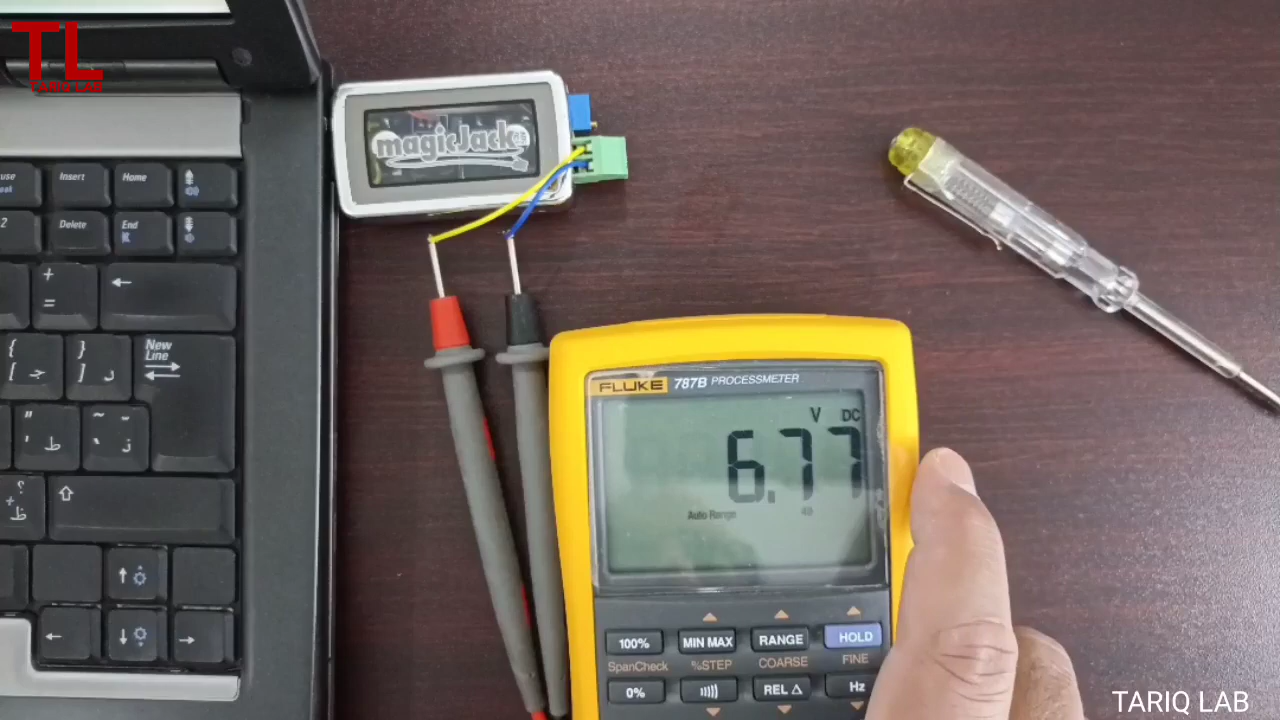 TL
TARIQ LAB
magicJack
Insert
Home
2
Delete
End
+
=
←
{
[
ج
}
]
د
New
Line
"
'
ط
~
`
ذ
؟
ظ
⇧
↑
←
↓
→
FLUKE 787B PROCESSMETER
V DC
6.77
Auto Range
100%
MIN MAX
RANGE
HOLD
SpanCheck
%STEP
COARSE
FINE
0%
REL Δ
Hz
TARIQ LAB